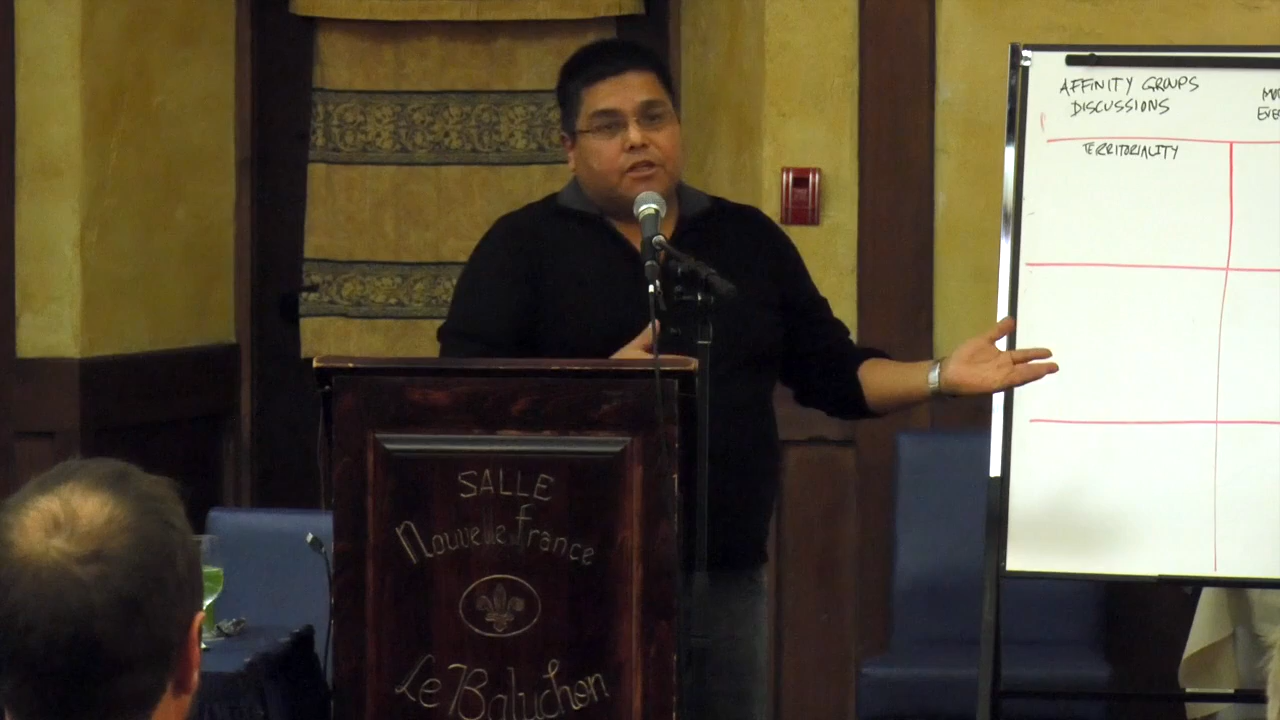 AFFINITY GROUPS
DISCUSSIONS
TERRITORIALITY
SALLE
Nouvelle France
Le Baluchon